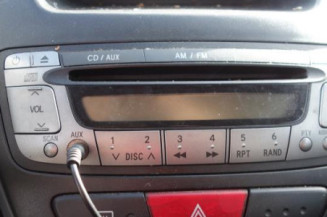 CD / AUX AM / FM
VOL
SCAN AUX
1 2 3 4 5 6
DISC RPT RAND